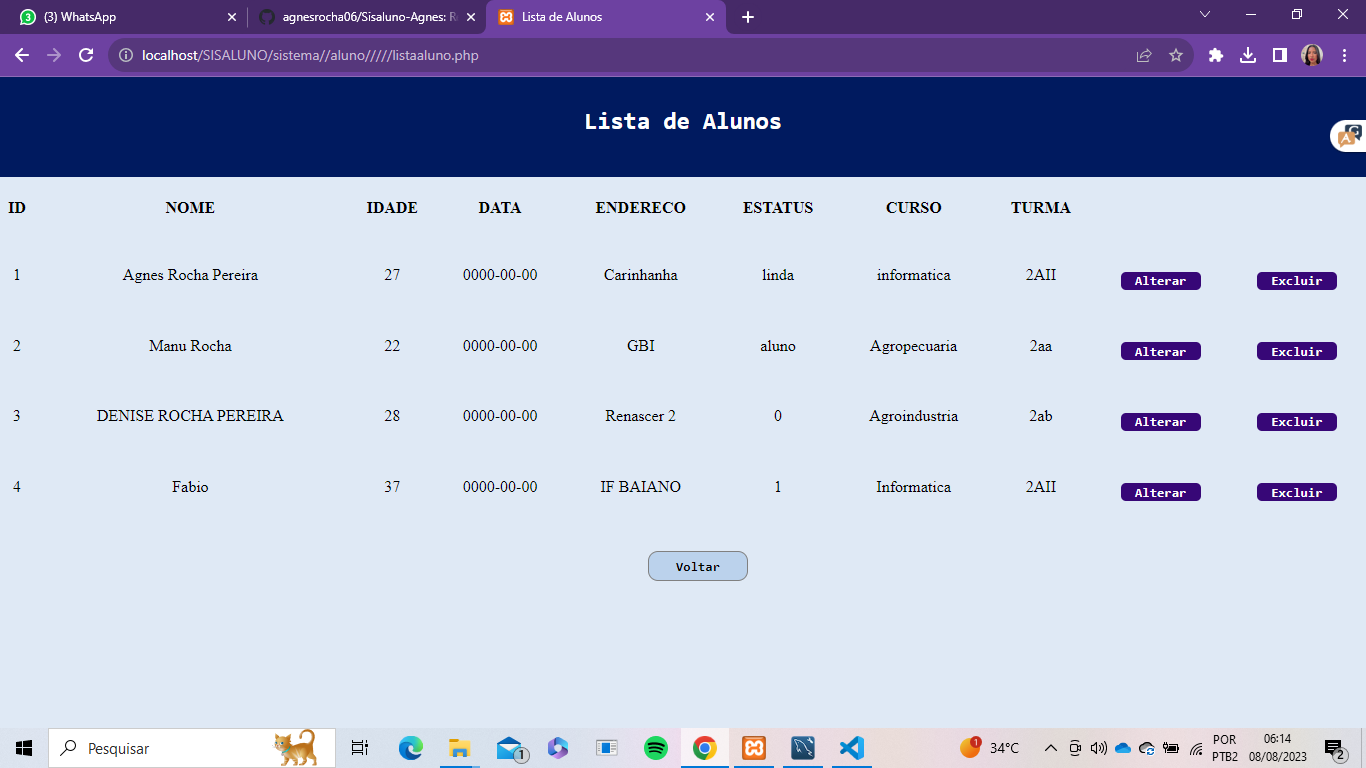 (3) WhatsApp
agnesrocha06/Sisaluno-Agnes: R
Lista de Alunos
localhost/SISALUNO/sistema//aluno/////listaaluno.php
Lista de Alunos
ID NOME IDADE DATA ENDERECO ESTATUS CURSO TURMA
1 Agnes Rocha Pereira 27 0000-00-00 Carinhanha linda informatica 2AII Alterar Excluir
2 Manu Rocha 22 0000-00-00 GBI aluno Agropecuaria 2aa Alterar Excluir
3 DENISE ROCHA PEREIRA 28 0000-00-00 Renascer 2 0 Agroindustria 2ab Alterar Excluir
4 Fabio 37 0000-00-00 IF BAIANO 1 Informatica 2AII Alterar Excluir
Voltar
Pesquisar
1
1
34°C
POR
PTB2
06:14
08/08/2023
2